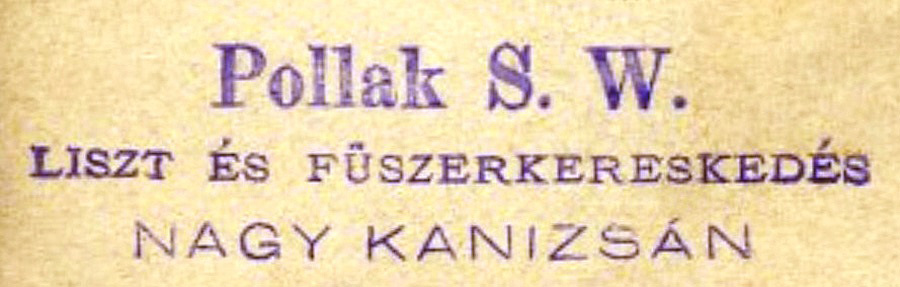 Pollak S. W.
LISZT ÉS FŰSZERKERESKEDÉS
NAGY KANIZSÁN